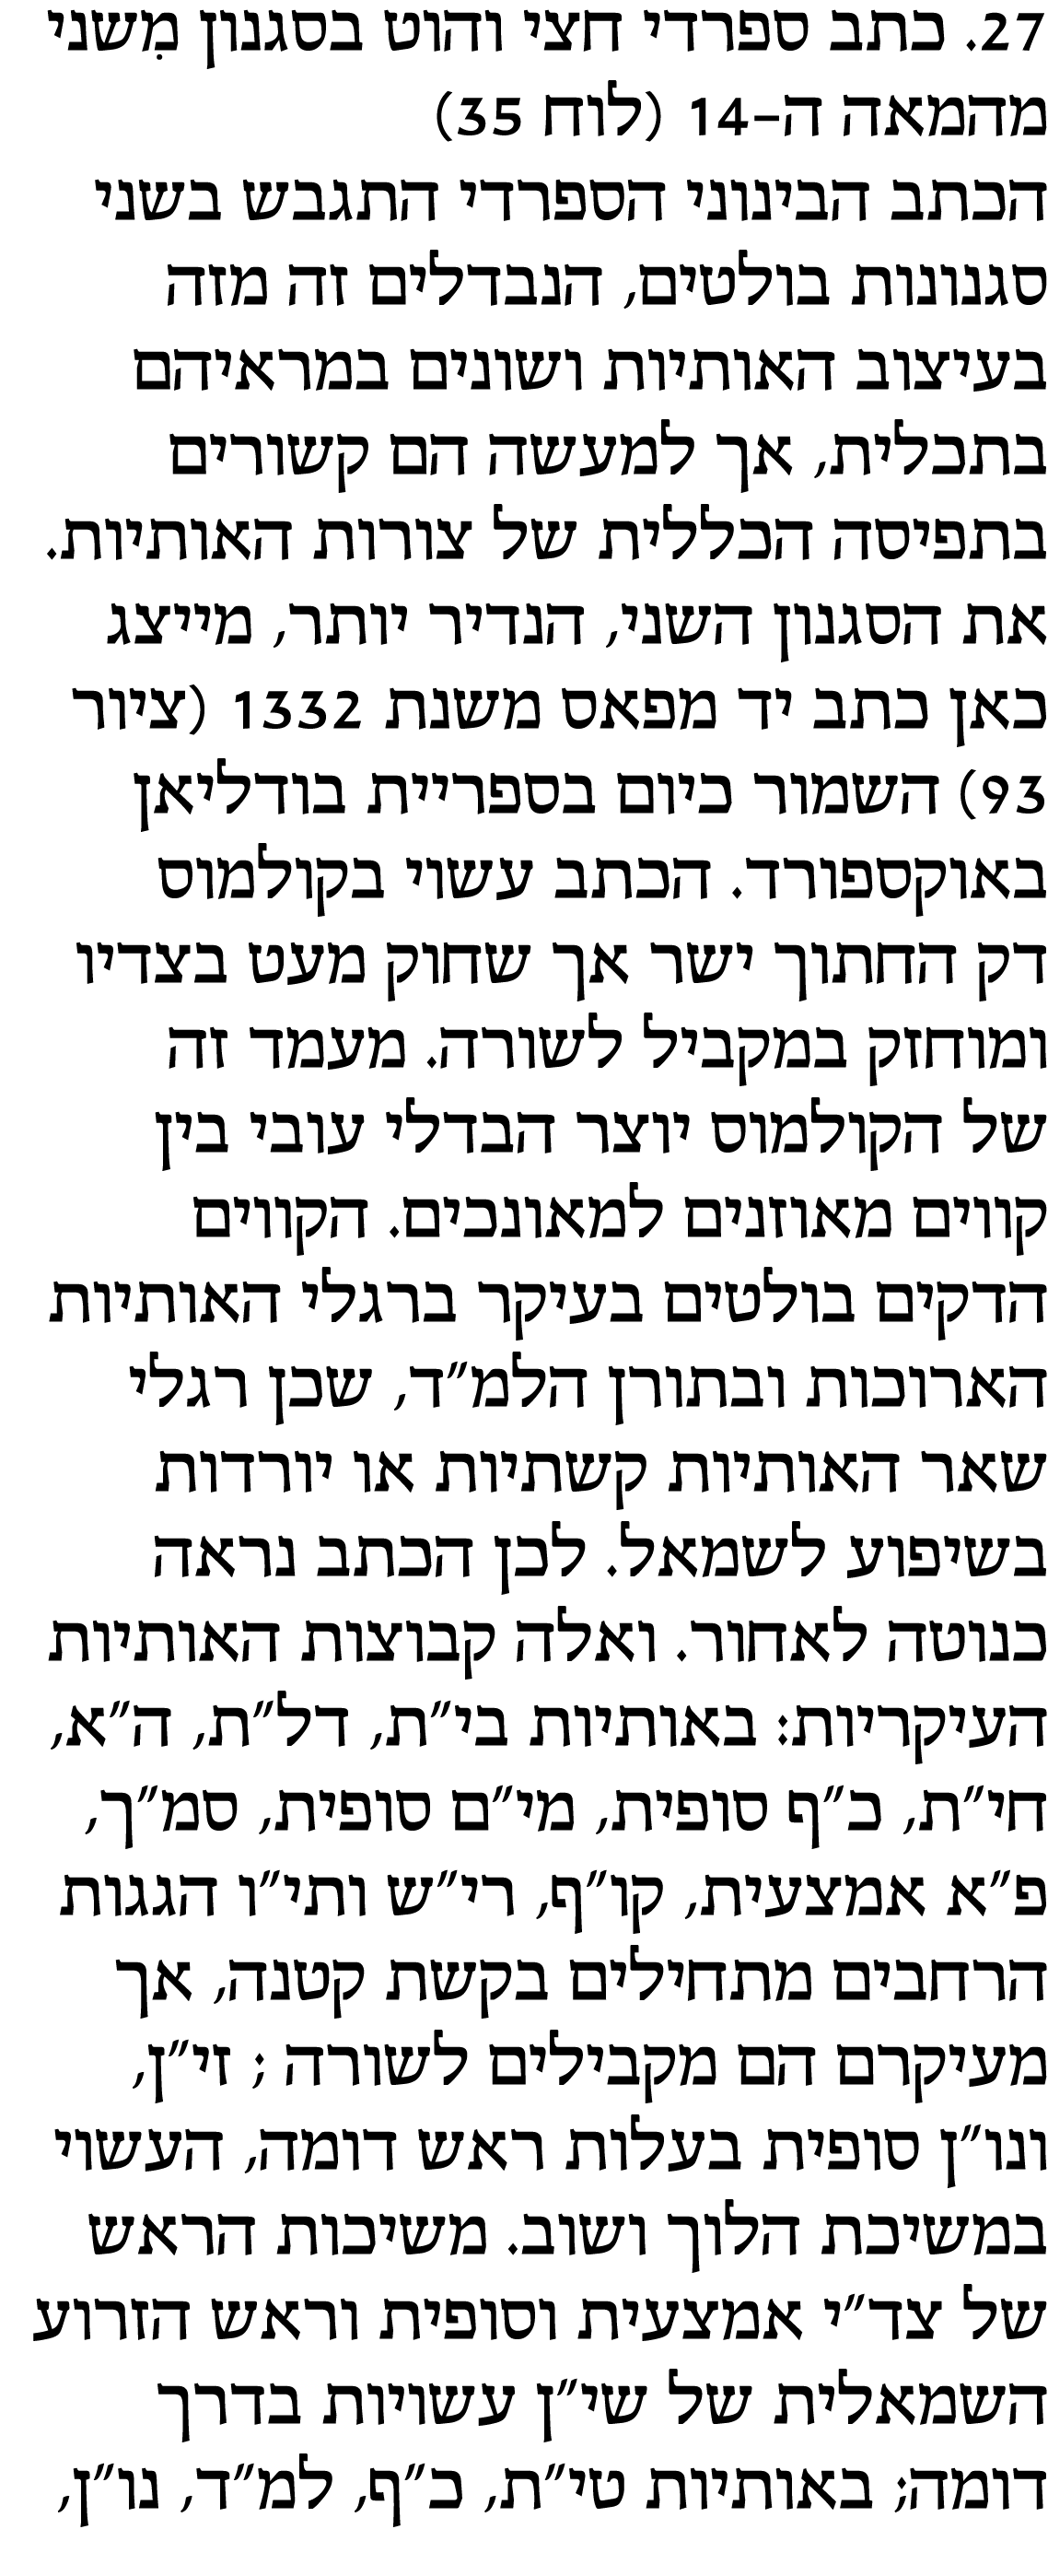 27. כתב ספרדי חצי רהוט בסגנון מִשני
מהמאה ה-14 (לוח 35)
הכתב הבינוני הספרדי התגבש בשני
סגנונות בולטים, הנבדלים זה מזה
בעיצוב האותיות ושונים במראיהם
בתכלית, אך למעשה הם קשורים
בתפיסה הכללית של צורות האותיות.
את הסגנון השני, הנדיר יותר, מייצג
כאן כתב יד מפאס משנת 1332 (ציור
93) השמור כיום בספריית בודליאן
באוקספורד. הכתב עשוי בקולמוס
דק החתוך ישר אך שחוק מעט בצדיו
ומוחזק במקביל לשורה. מעמד זה
של הקולמוס יוצר הבדלי עובי בין
קווים מאוזנים למאונכים. הקווים
הדקים בולטים בעיקר ברגלי האותיות
הארוכות ובתורן הלמ"ד, שכן רגלי
שאר האותיות קשתיות או יורדות
בשיפוע לשמאל. לכן הכתב נראה
כנוטה לאחור. ואלה קבוצות האותיות
העיקריות: באותיות בי"ת, דל"ת, ה"א,
חי"ת, כ"ף סופית, מי"ם סופית, סמ"ך,
פ"א אמצעית, קו"ף, רי"ש ותי"ו הגגות
הרחבים מתחילים בקשת קטנה, אך
מעיקרם הם מקבילים לשורה ; זי"ן,
ונו"ן סופית בעלות ראש דומה, העשוי
במשיכת הלוך ושוב. משיכות הראש
של צד"י אמצעית וסופית וראש הזרוע
השמאלית של שי"ן עשויות בדרך
דומה; באותיות טי"ת, כ"ף, למ"ד, נו"ן,